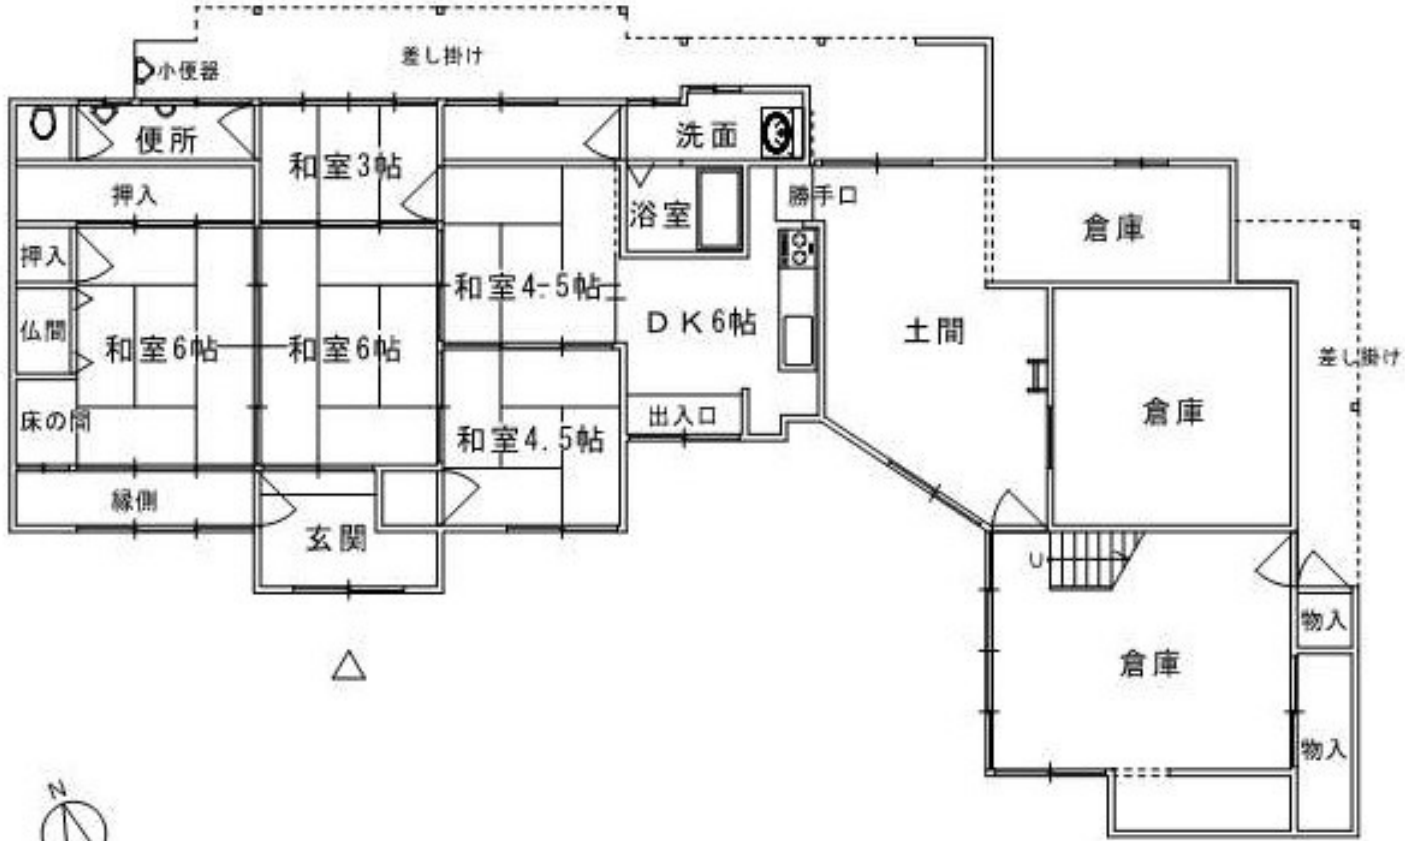 差し掛け
小便器
便所
和室3帖
洗面
押入
浴室
勝手口
倉庫
押入
仏間
和室6帖
和室6帖
和室4.5帖
DK6帖
土間
差し掛け
床の間
和室4.5帖
出入口
倉庫
縁側
玄関
U
物入
倉庫
物入
N